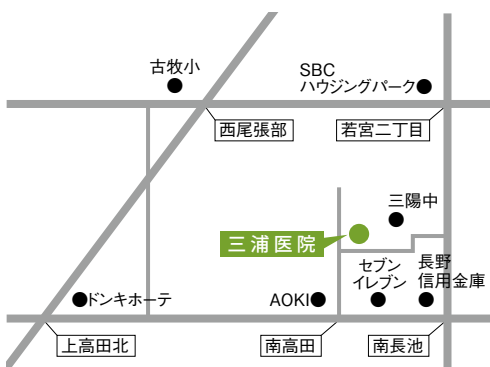 古牧小
SBC
ハウジングパーク
西尾張部
若宮二丁目
三陽中
三浦医院
セブン
イレブン
長野
信用金庫
ドンキホーテ
AOKI
上高田北
南高田
南長池